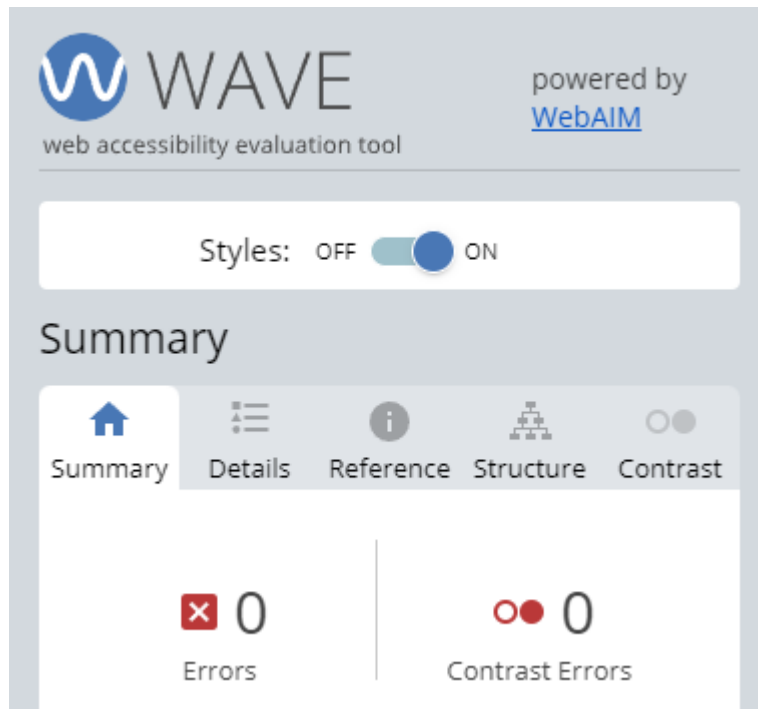 WAVE
powered by
WebAIM
web accessibility evaluation tool
Styles: OFF ON
Summary
Summary Details Reference Structure Contrast
0 0
Errors Contrast Errors